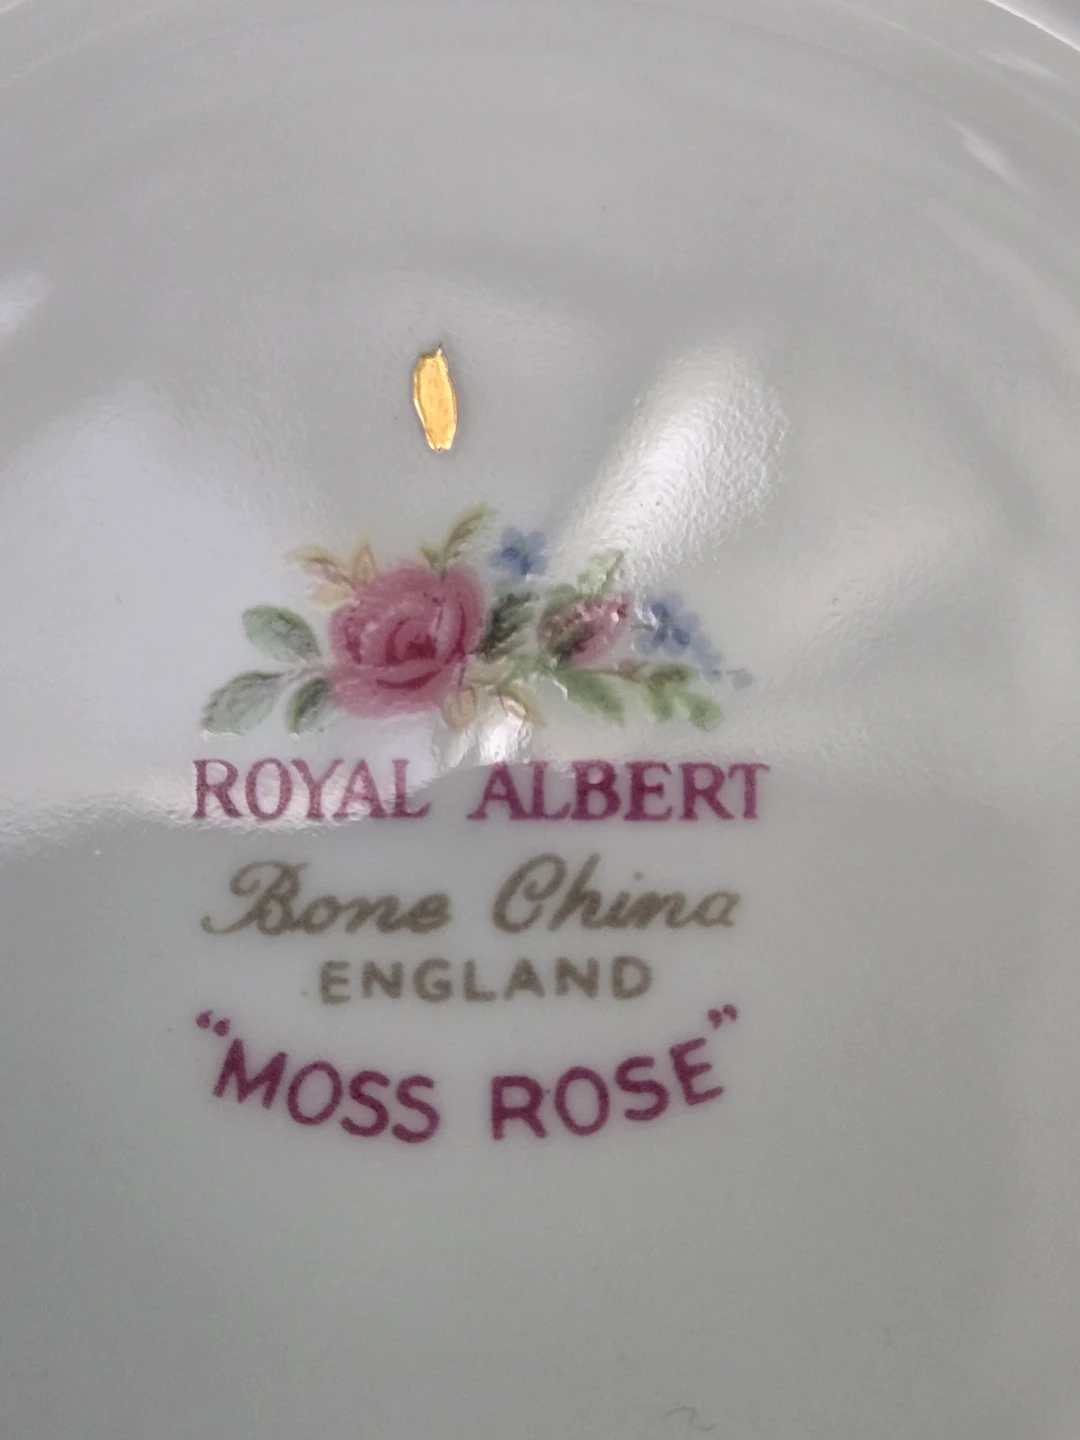 ROYAL ALBERT
Bone China
ENGLAND
“MOSS ROSE”